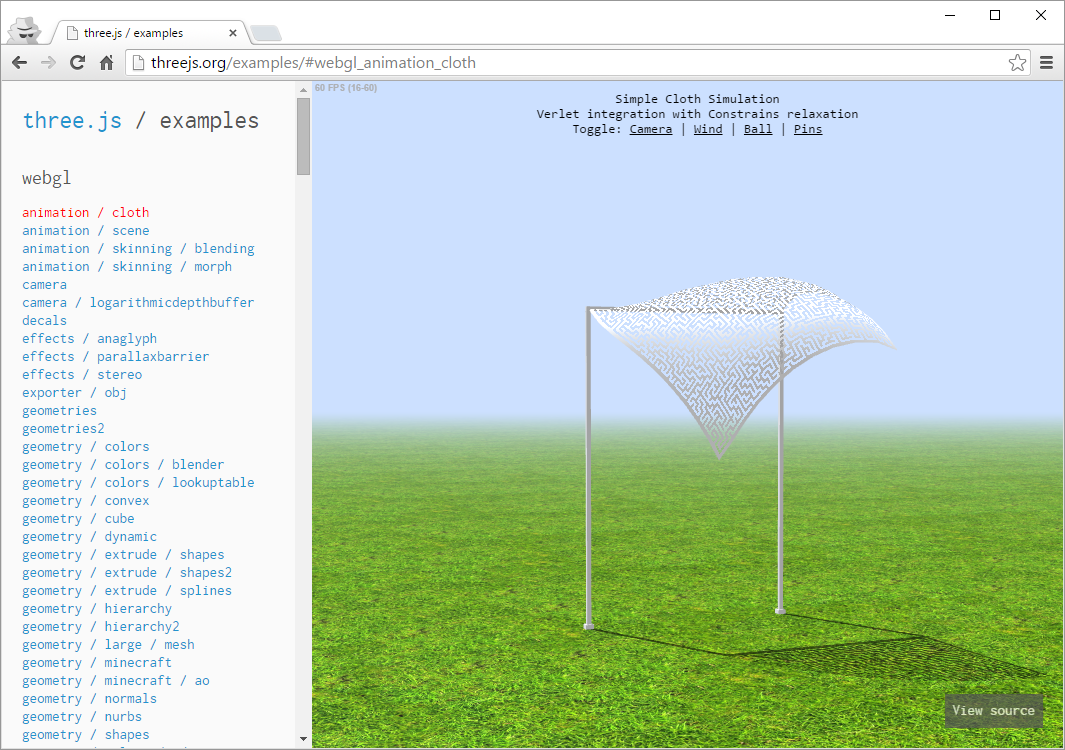 three.js / examples
threejs.org/examples/#webgl_animation_cloth
three.js / examples
webgl
animation / cloth
animation / scene
animation / skinning / blending
animation / skinning / morph
camera
camera / logarithmicdepthbuffer
decals
effects / anaglyph
effects / parallaxbarrier
effects / stereo
exporter / obj
geometries
geometries2
geometry / colors
geometry / colors / blender
geometry / colors / lookuptable
geometry / convex
geometry / cube
geometry / dynamic
geometry / extrude / shapes
geometry / extrude / shapes2
geometry / extrude / splines
geometry / hierarchy
geometry / hierarchy2
geometry / large / mesh
geometry / minecraft
geometry / minecraft / ao
geometry / normals
geometry / nurbs
geometry / shapes
60 FPS (16-60)
Simple Cloth Simulation
Verlet integration with Constrains relaxation
Toggle: Camera | Wind | Ball | Pins
View source